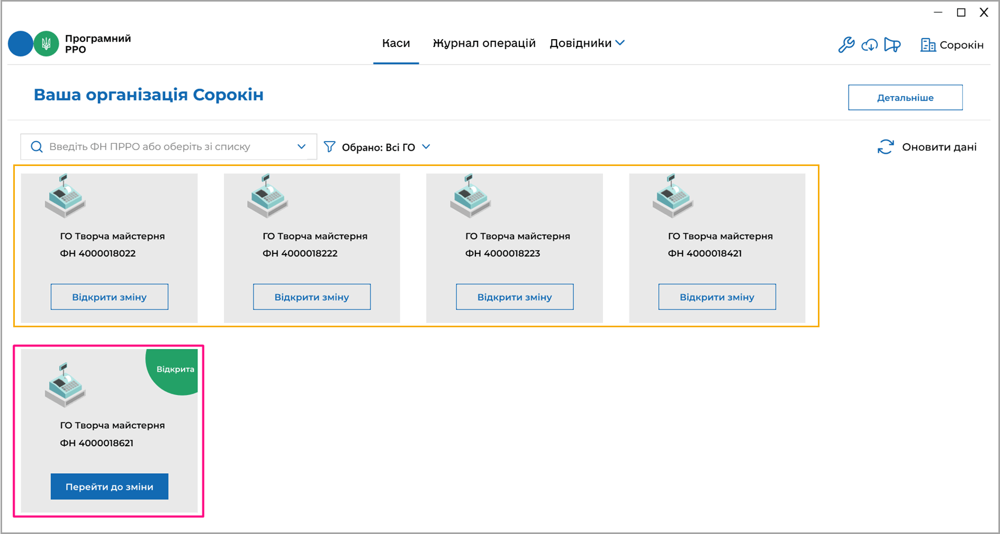 Програмний
РРО
Каси
Журнал операцій
Довідники
Сорокін
Ваша організація Сорокін
Детальніше
Введіть ФН ПРРО або оберіть зі списку
Обрано: Всі ГО
Оновити дані
ГО Творча майстерня
ФН 4000018022
Відкрити зміну
ГО Творча майстерня
ФН 4000018222
Відкрити зміну
ГО Творча майстерня
ФН 4000018223
Відкрити зміну
ГО Творча майстерня
ФН 4000018421
Відкрити зміну
Відкрита
ГО Творча майстерня
ФН 4000018621
Перейти до зміни